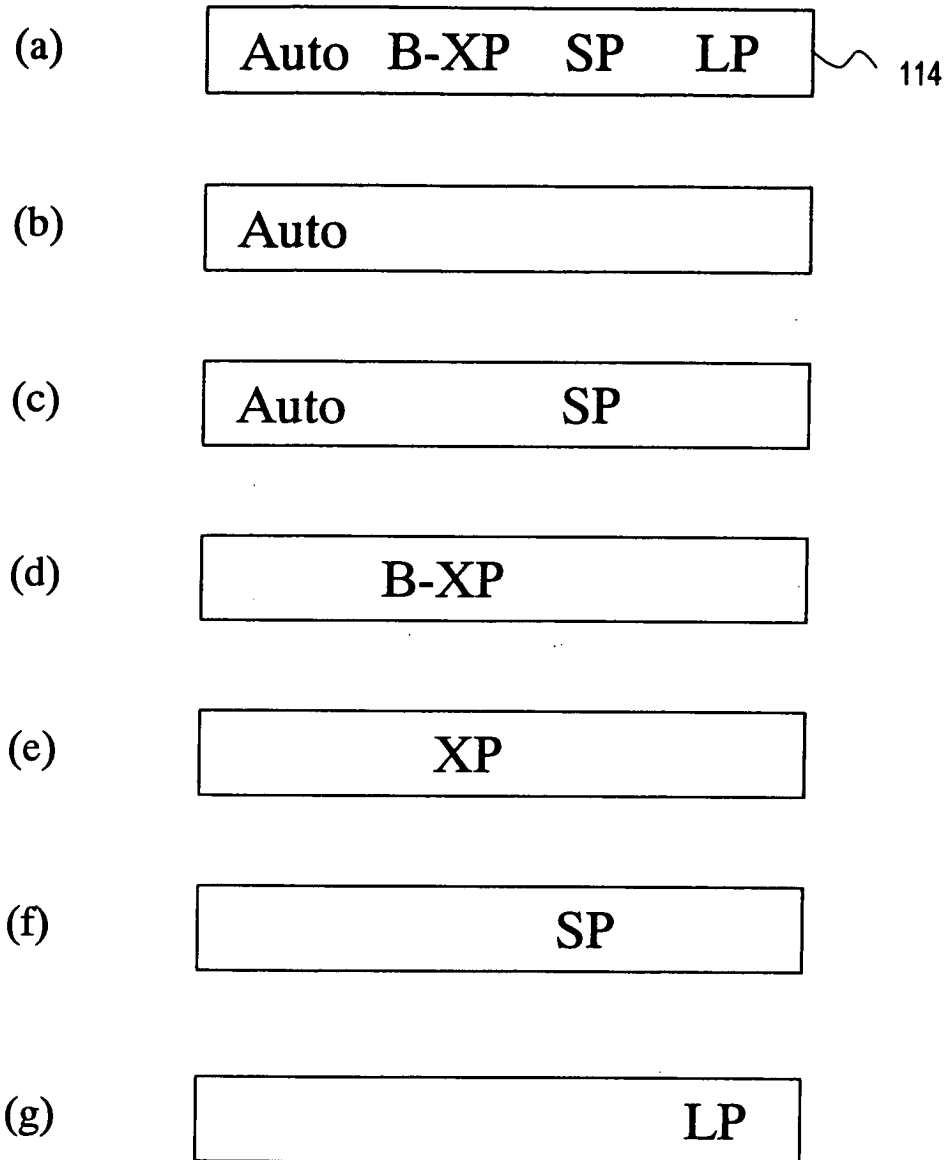 (a) Auto B-XP SP LP 114
(b) Auto
(c) Auto SP
(d) B-XP
(e) XP
(f) SP
(g) LP